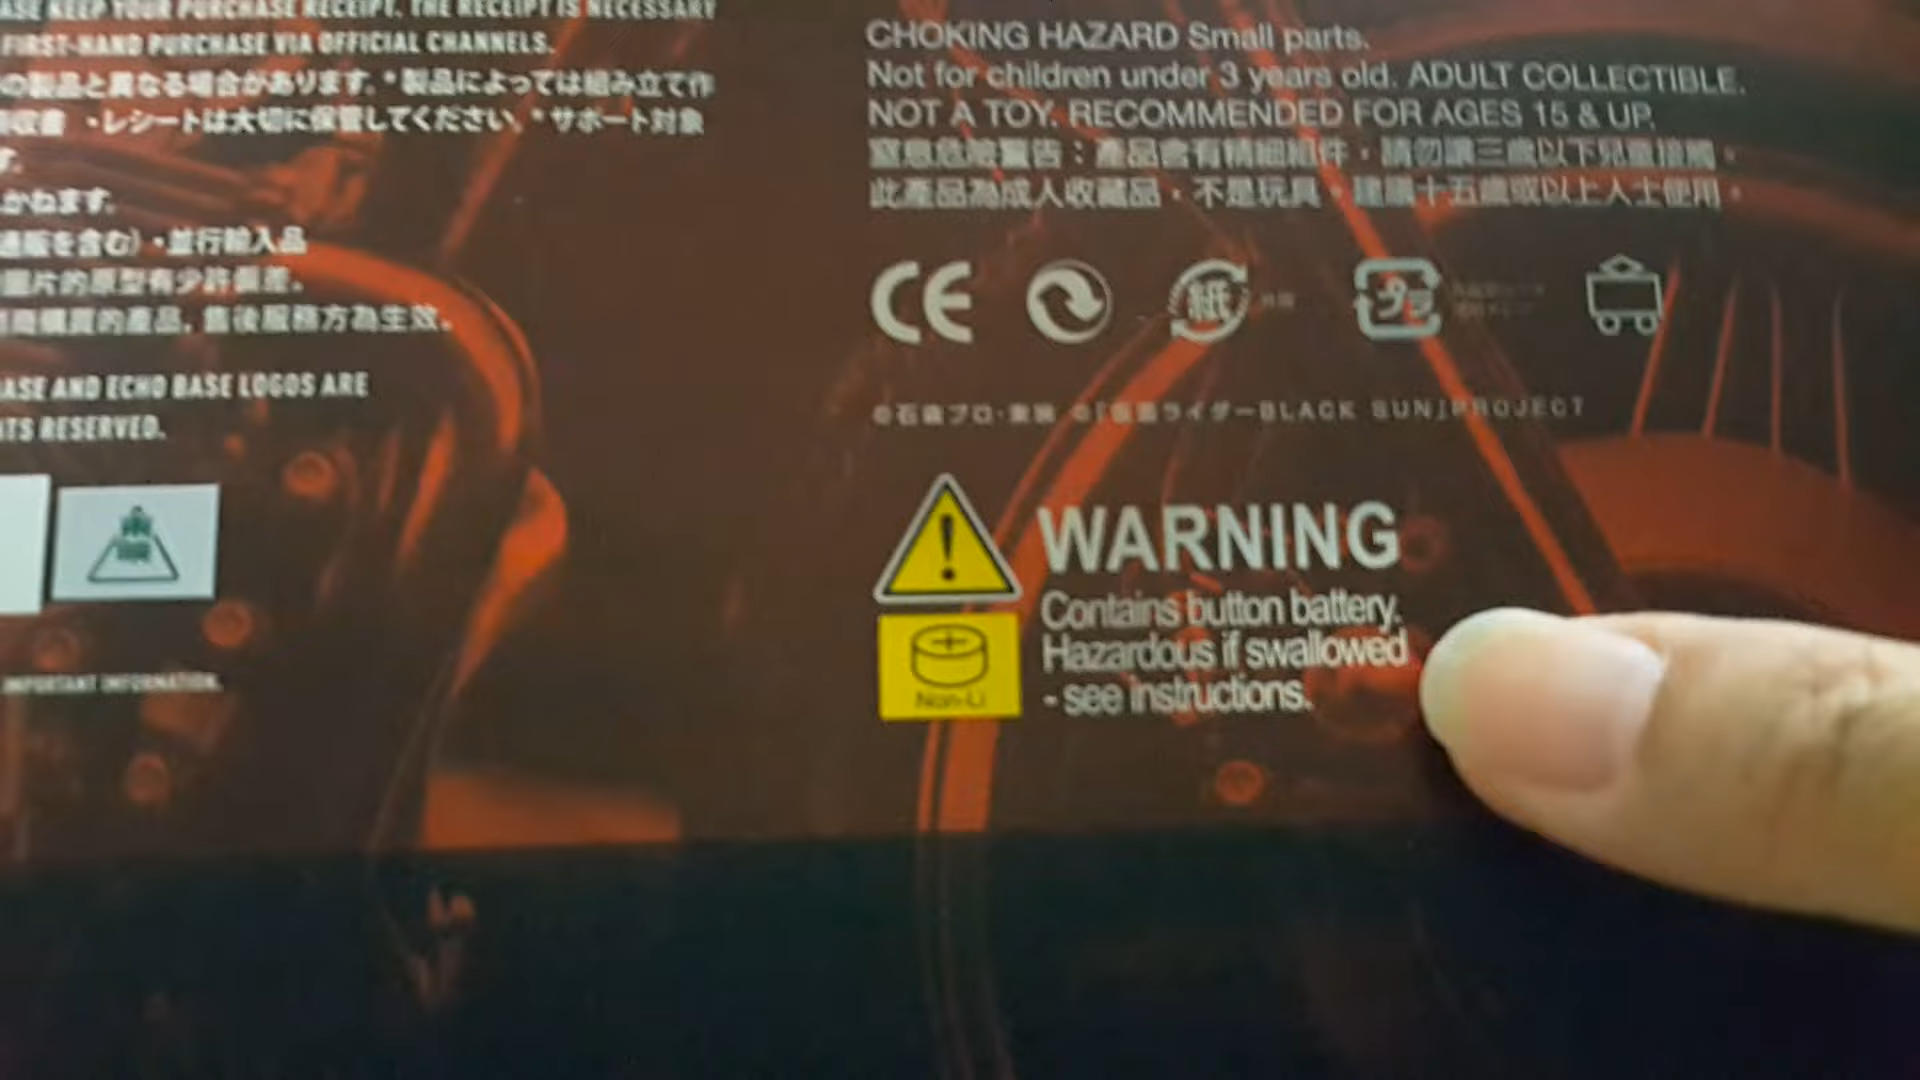 ASE KEEP YOUR PURCHASE RECEIPT. THE RECEIPT IS NECESSARY
FIRST-HAND PURCHASE VIA OFFICIAL CHANNELS.
の製品と異なる場合があります。*製品によっては組み立て作
収書 ・レシートは大切に保管してください。*サポート対象
す。
かねます。
通販を含む)・並行輸入品
圖片的原型有少許偏差。
商購買的產品,售後服務方為生效。
ASE AND ECHO BASE LOGOS ARE
TS RESERVED.
IMPORTANT INFORMATION.
CHOKING HAZARD Small parts.
Not for children under 3 years old. ADULT COLLECTIBLE.
NOT A TOY. RECOMMENDED FOR AGES 15 & UP.
窒息危險警告:產品含有精細組件,請勿讓三歲以下兒童接觸。
此產品為成人收藏品,不是玩具,建議十五歲或以上人士使用。
CE
紙
プラ
©石森プロ・東映 ©「仮面ライダーBLACK SUN」PROJECT
WARNING
Contains button battery.
Hazardous if swallowed
- see instructions.
Non-Li